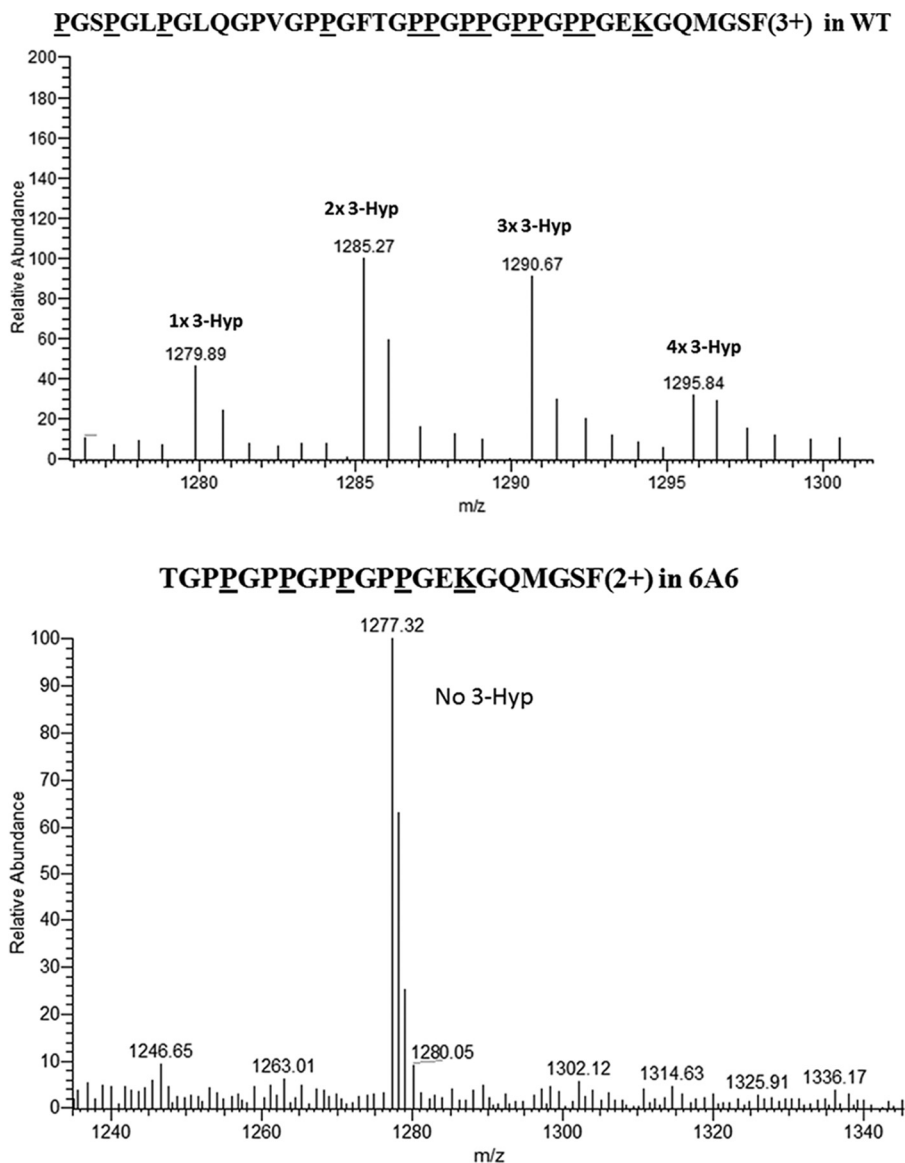 PGSPGLPGLQGPVGPPGFTGPPGPPGPPGPPGEKGQMGSF(3+) in WT
200
180
160
140
120
100
80
60
40
20
0
Relative Abundance
1x 3-Hyp
1279.89
2x 3-Hyp
1285.27
3x 3-Hyp
1290.67
4x 3-Hyp
1295.84
1280 1285 1290 1295 1300
m/z
TGPPGPPGPPGPPGEKGQMGSF(2+) in 6A6
100
90
80
70
60
50
40
30
20
10
0
Relative Abundance
1277.32
No 3-Hyp
1246.65 1263.01 1280.05 1302.12 1314.63 1325.91 1336.17
1240 1260 1280 1300 1320 1340
m/z